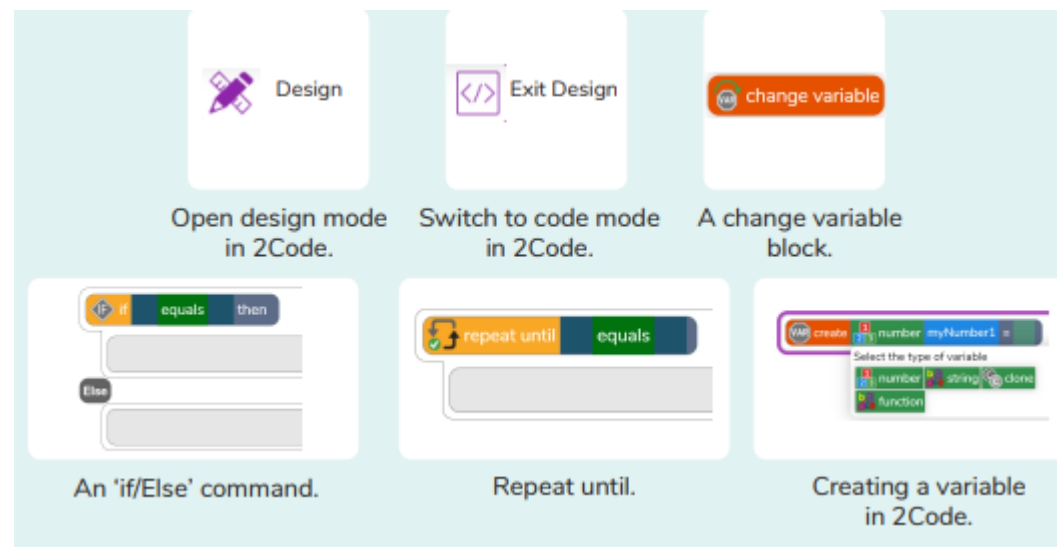 Design
</> Exit Design
VAR change variable
Open design mode
in 2Code.
Switch to code mode
in 2Code.
A change variable
block.
IF if equals then
Else
repeat until equals
VAR create number myNumber1 =
Select the type of variable
number string clone
function
An ‘if/Else’ command.
Repeat until.
Creating a variable
in 2Code.